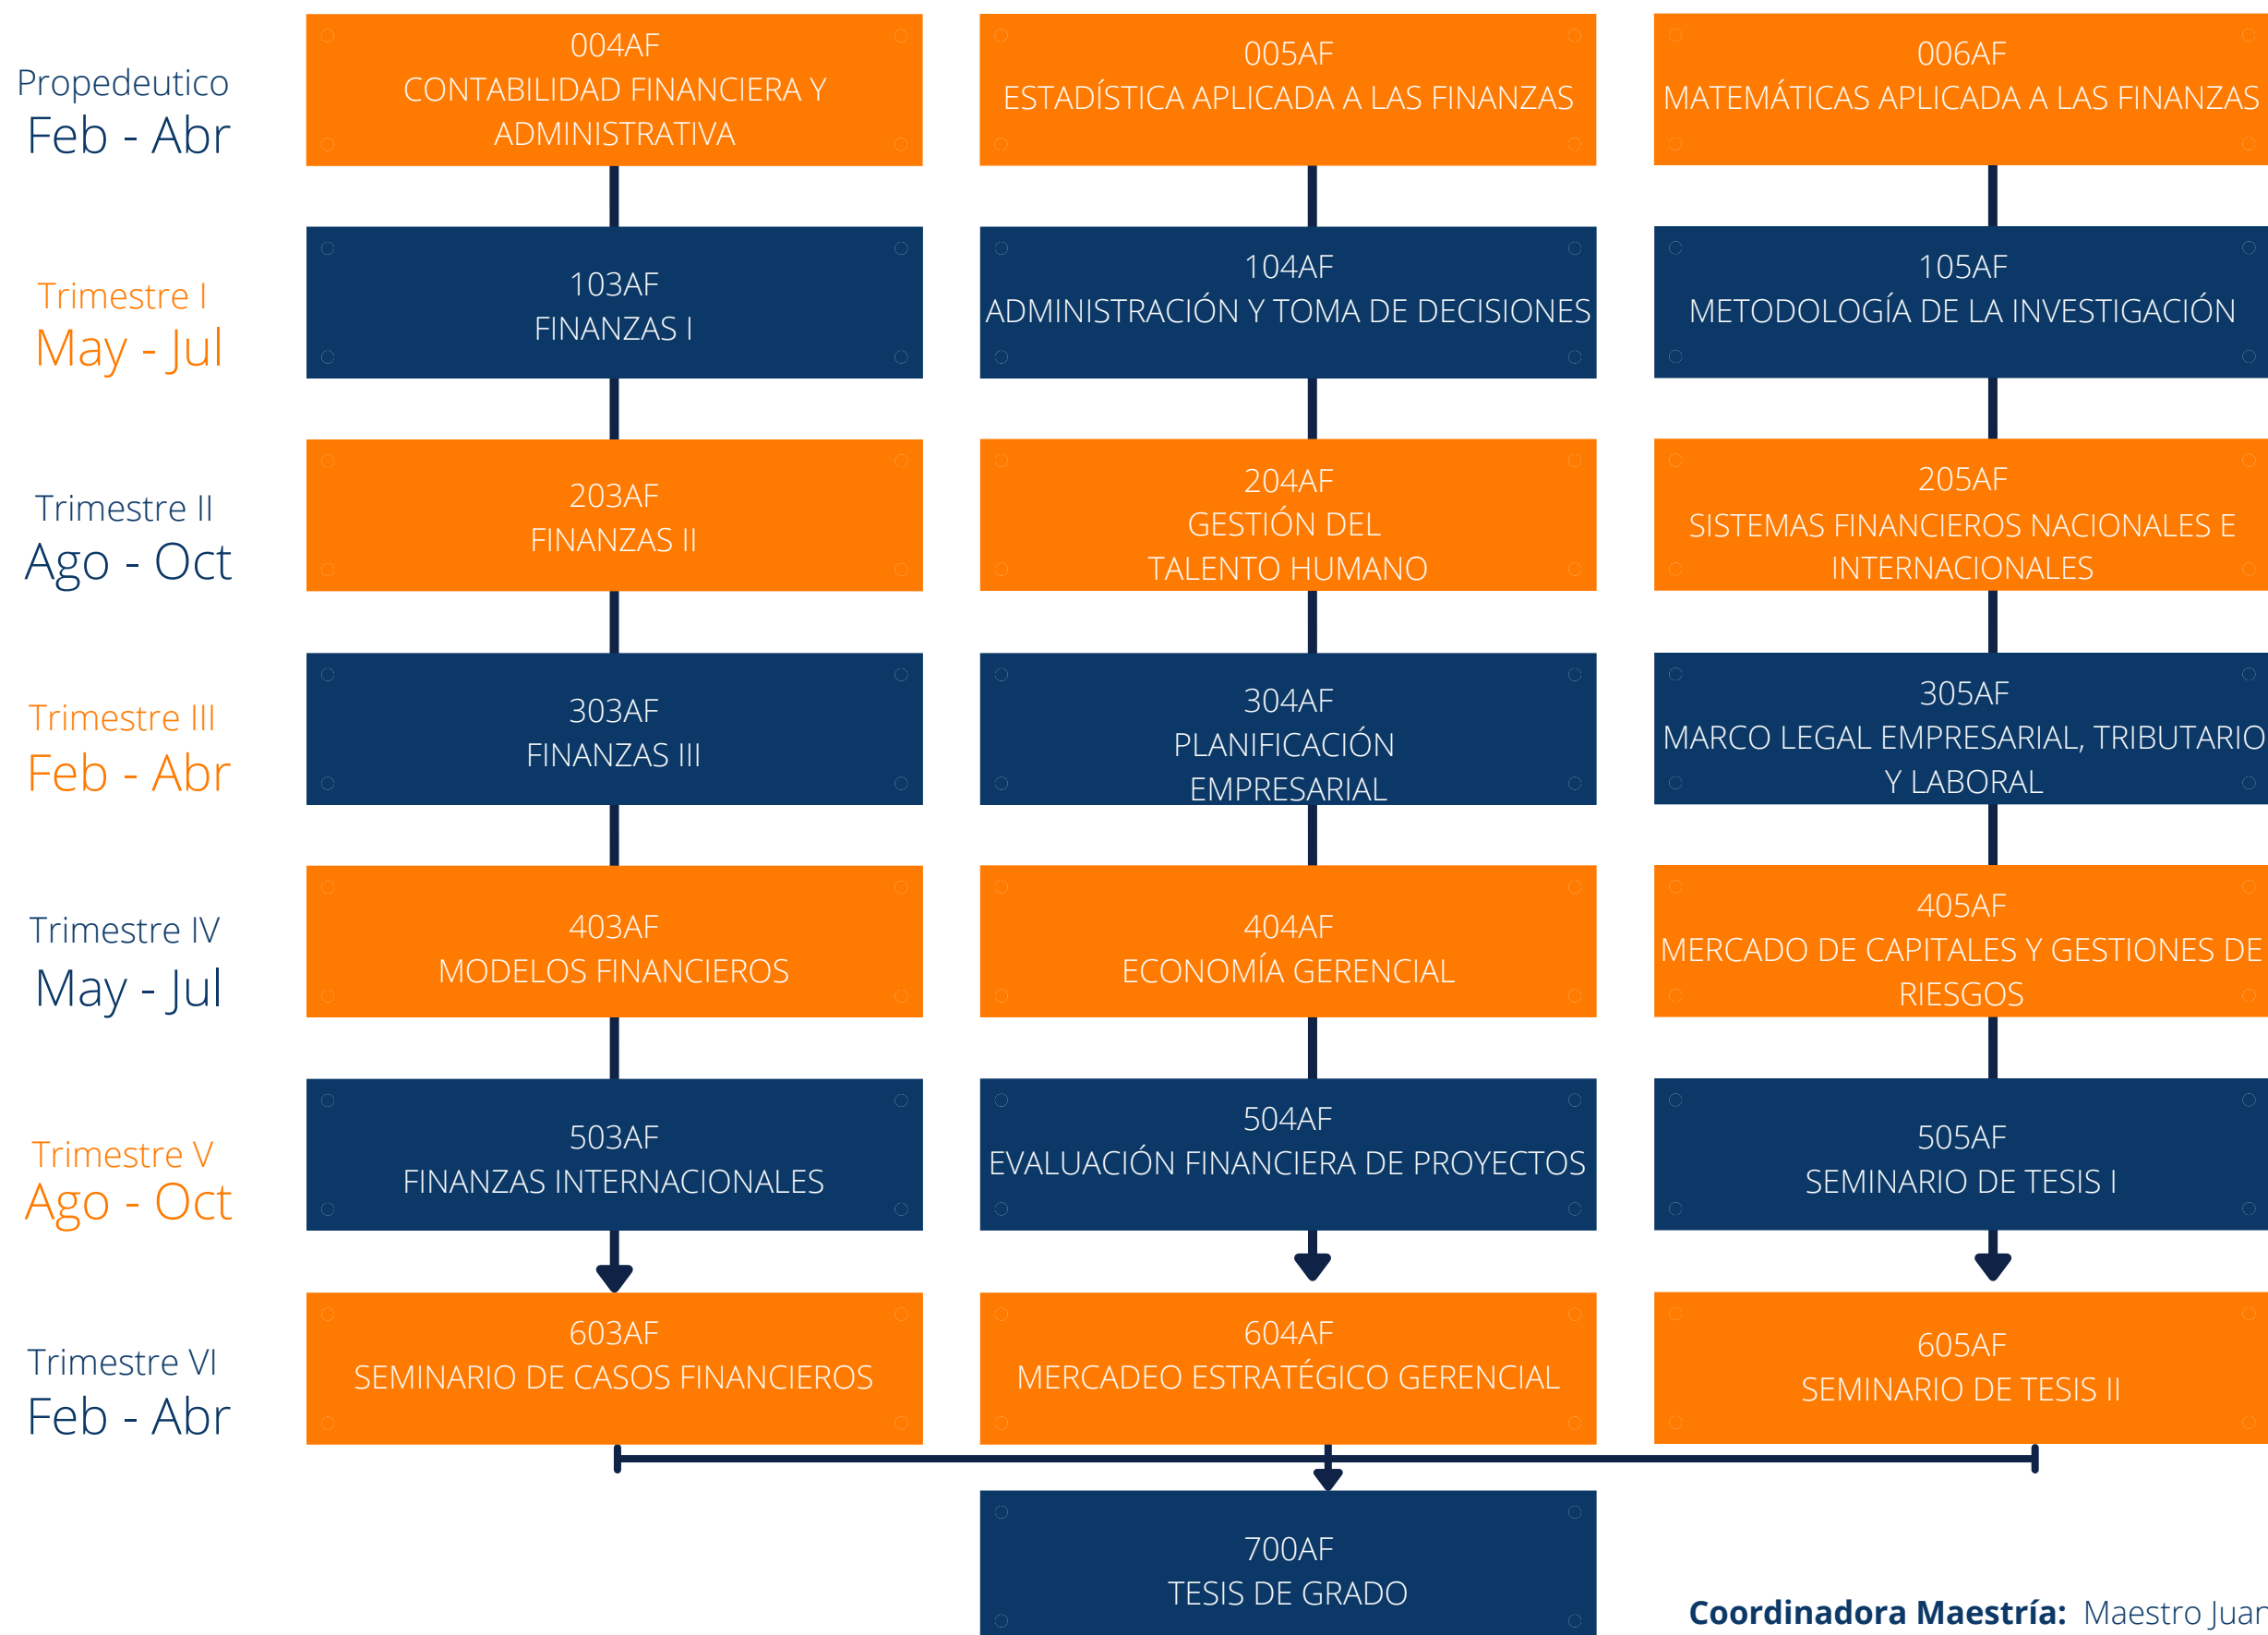 Propedeutico
Feb - Abr
004AF
CONTABILIDAD FINANCIERA Y
ADMINISTRATIVA
005AF
ESTADÍSTICA APLICADA A LAS FINANZAS
006AF
MATEMÁTICAS APLICADA A LAS FINANZAS
Trimestre I
May - Jul
103AF
FINANZAS I
104AF
ADMINISTRACIÓN Y TOMA DE DECISIONES
105AF
METODOLOGÍA DE LA INVESTIGACIÓN
Trimestre II
Ago - Oct
203AF
FINANZAS II
204AF
GESTIÓN DEL
TALENTO HUMANO
205AF
SISTEMAS FINANCIEROS NACIONALES E
INTERNACIONALES
Trimestre III
Feb - Abr
303AF
FINANZAS III
304AF
PLANIFICACIÓN
EMPRESARIAL
305AF
MARCO LEGAL EMPRESARIAL, TRIBUTARIO
Y LABORAL
Trimestre IV
May - Jul
403AF
MODELOS FINANCIEROS
404AF
ECONOMÍA GERENCIAL
405AF
MERCADO DE CAPITALES Y GESTIONES DE
RIESGOS
Trimestre V
Ago - Oct
503AF
FINANZAS INTERNACIONALES
504AF
EVALUACIÓN FINANCIERA DE PROYECTOS
505AF
SEMINARIO DE TESIS I
Trimestre VI
Feb - Abr
603AF
SEMINARIO DE CASOS FINANCIEROS
604AF
MERCADEO ESTRATÉGICO GERENCIAL
605AF
SEMINARIO DE TESIS II
700AF
TESIS DE GRADO
Coordinadora Maestría: Maestro Juan